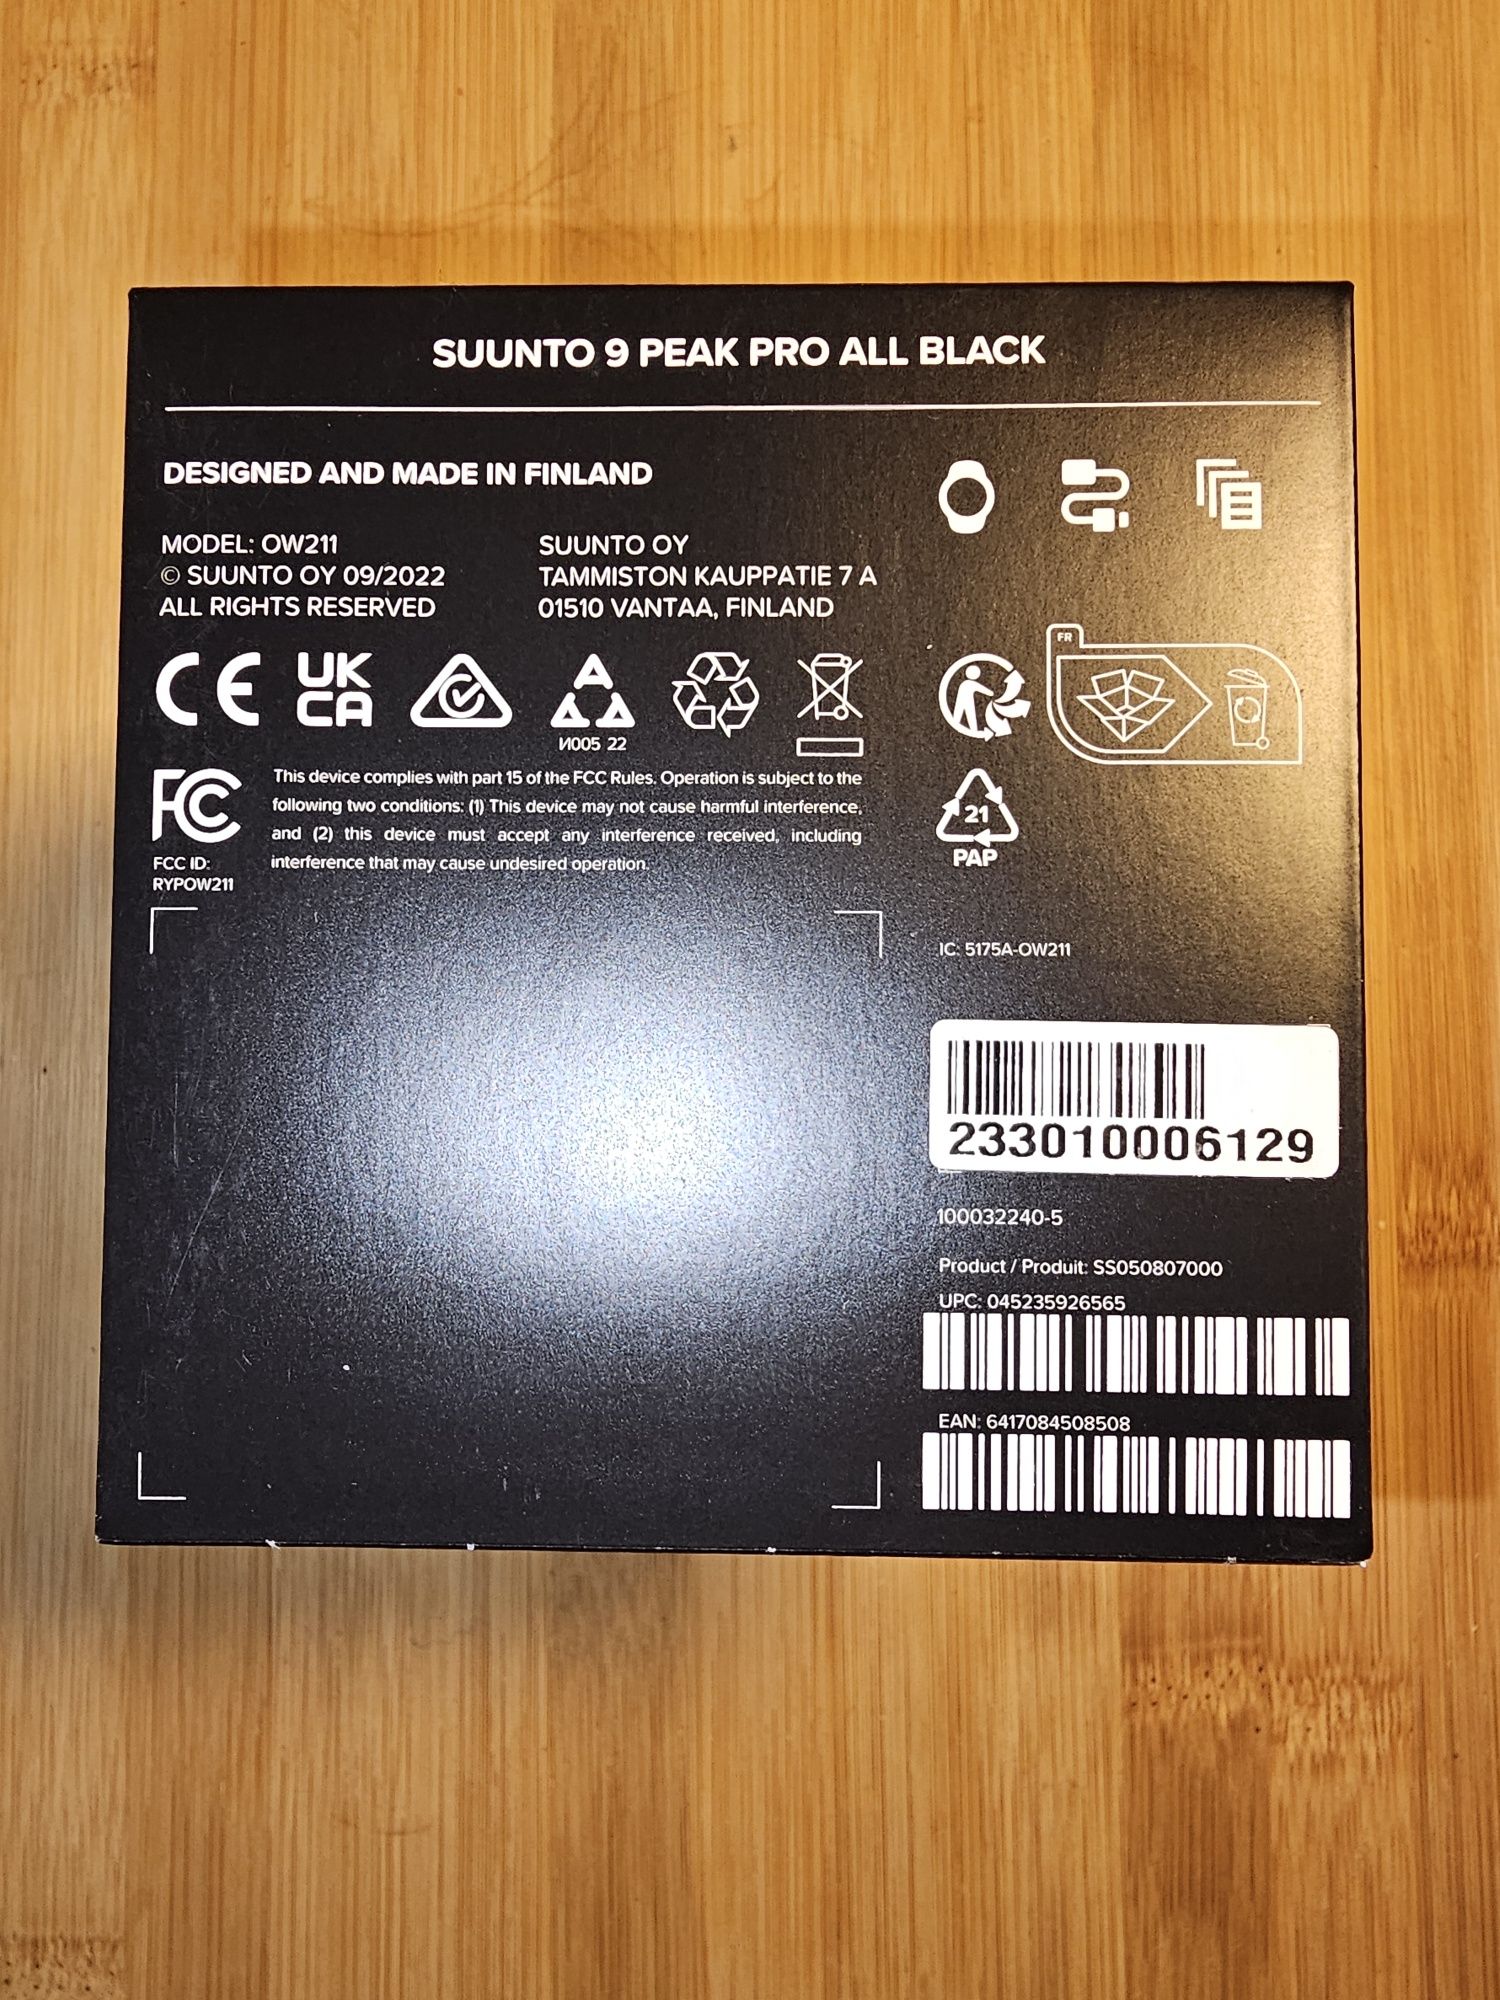 SUUNTO 9 PEAK PRO ALL BLACK
DESIGNED AND MADE IN FINLAND
MODEL: OW211
© SUUNTO OY 09/2022
ALL RIGHTS RESERVED
SUUNTO OY
TAMMISTON KAUPPATIE 7 A
01510 VANTAA, FINLAND
CE
UK
CA
И005 22
FC
FCC ID:
RYPOW211
This device complies with part 15 of the FCC Rules. Operation is subject to the
following two conditions: (1) This device may not cause harmful interference,
and (2) this device must accept any interference received, including
interference that may cause undesired operation.
FR
21
PAP
IC: 5175A-OW211
233010006129
100032240-5
Product / Produit: SS050807000
UPC: 045235926565
EAN: 6417084508508